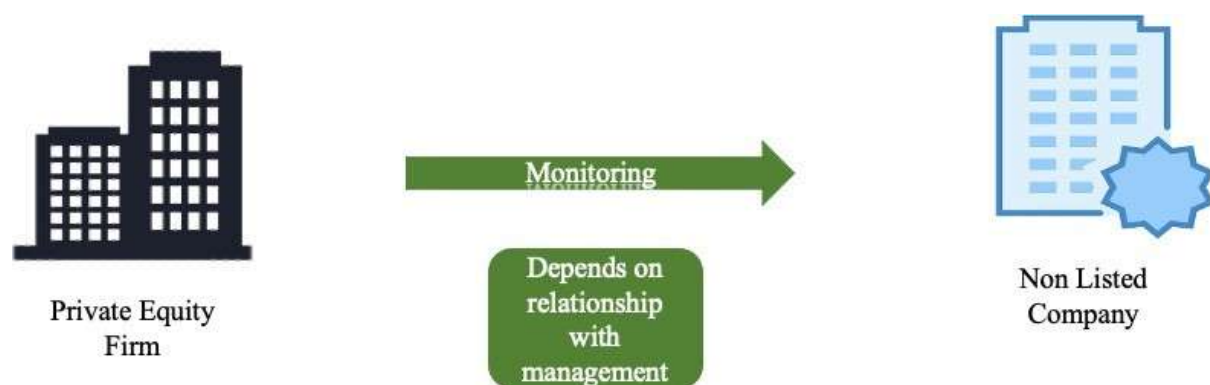 Monitoring
Depends on
relationship
with
management
Private Equity
Firm
Non Listed
Company